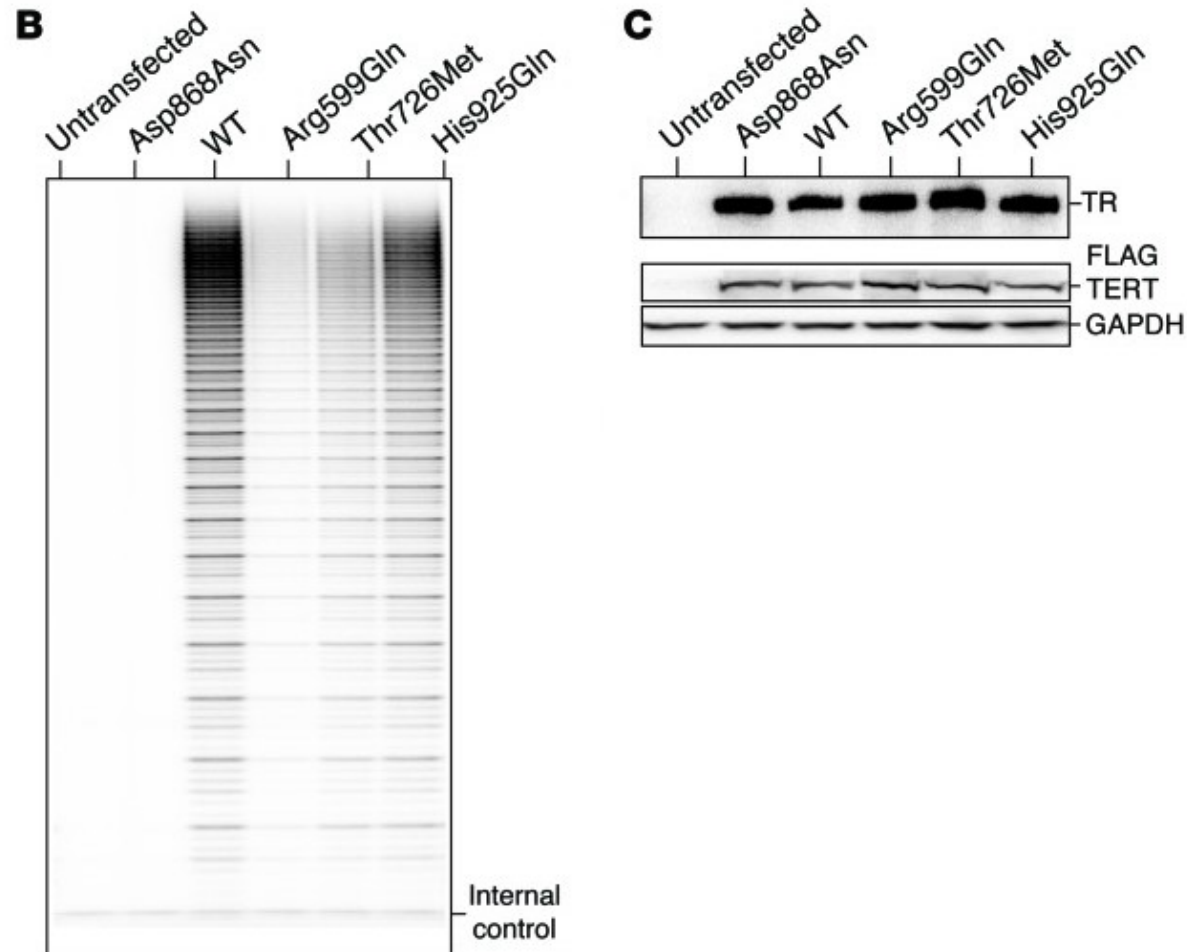 B
Untransfected
Asp868Asn
WT
Arg599Gln
Thr726Met
His925Gln
Internal
control
C
Untransfected
Asp868Asn
WT
Arg599Gln
Thr726Met
His925Gln
TR
FLAG
TERT
GAPDH